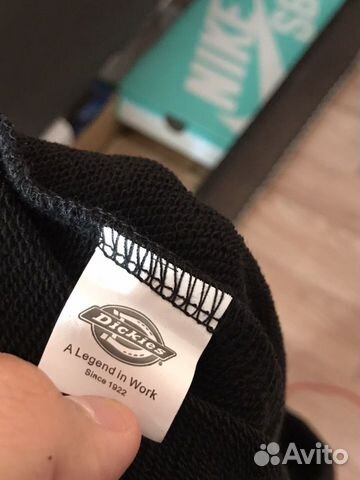 NIKE SB
Dickies
A Legend in Work
Since 1922
Avito